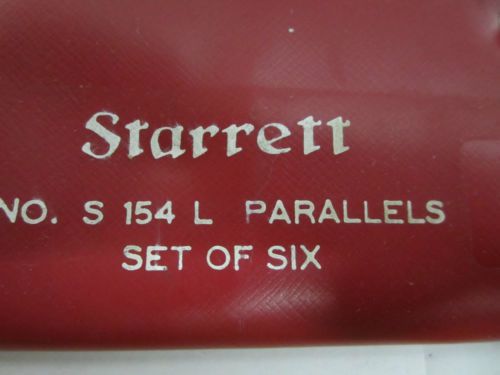 Starrett
NO. S 154 L PARALLELS
SET OF SIX